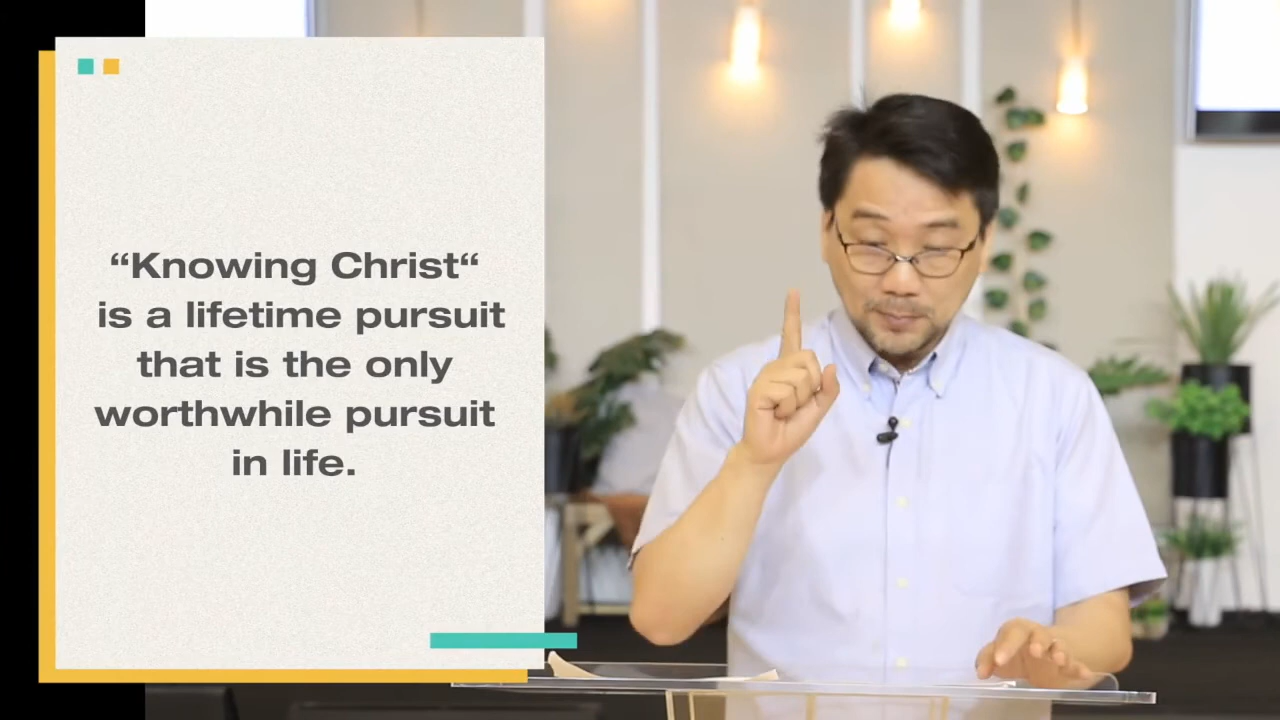 “Knowing Christ“
is a lifetime pursuit
that is the only
worthwhile pursuit
in life.